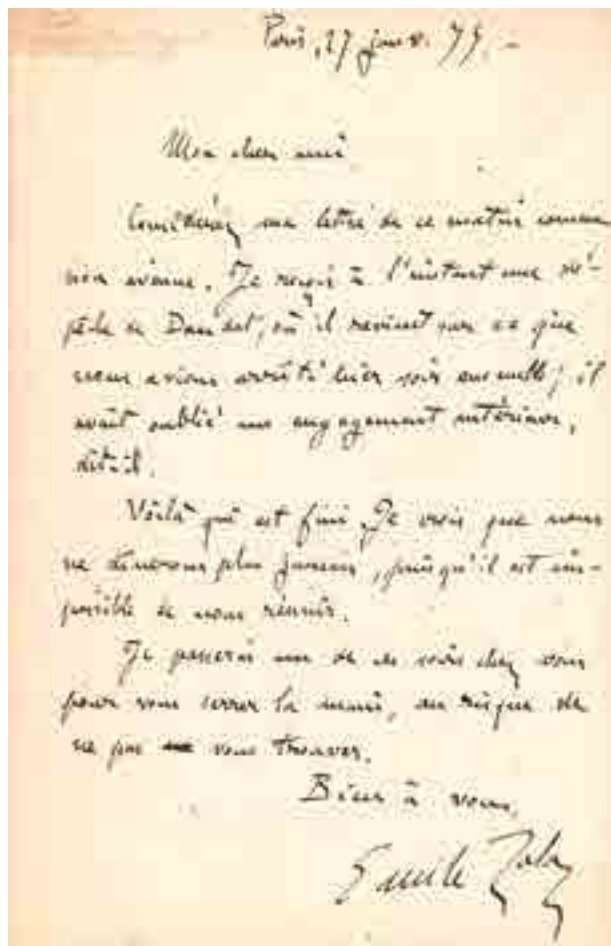 Paris, 27 janv. 79.-
Mon cher ami
Considérez ma lettre de ce matin comme
non avenue. Je reçois à l'instant une dé-
pêche de Daudet, où il revient sur ce que
nous avions arrêté hier soir ensemble; il
avait oublié un engagement antérieur,
dit-il.
Voilà qui est fini. Je crois que nous
ne dînerons plus jamais, puisqu'il est im-
possible de nous réunir.
Je passerai un de ces soirs chez vous
pour vous serrer la main, au risque de
ne pas vous trouver.
Bien à vous,
Emile Zola